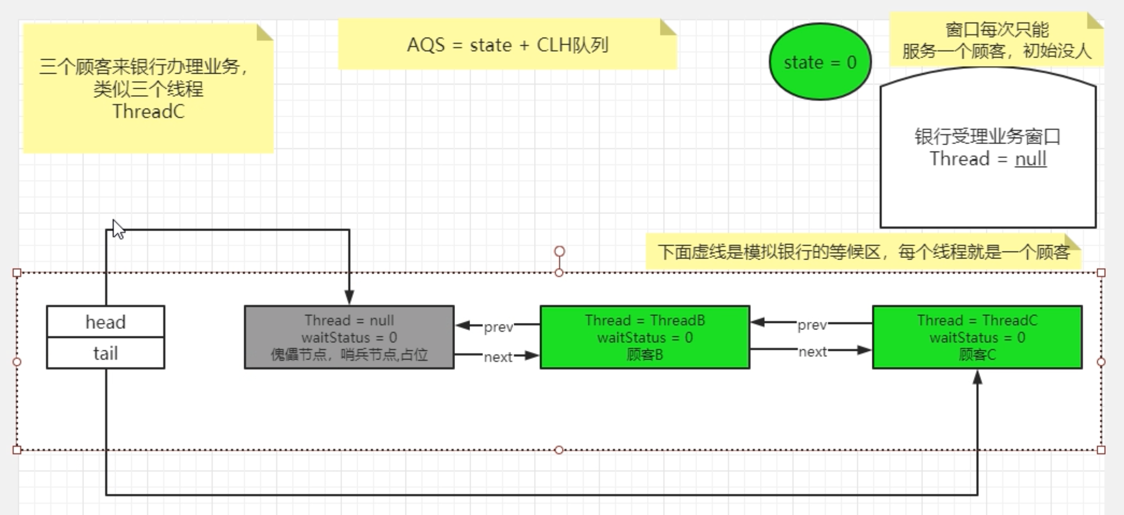 三个顾客来银行办理业务，
类似三个线程
ThreadC
AQS = state + CLH队列
state = 0
窗口每次只能
服务一个顾客，初始没人
银行受理业务窗口
Thread = null
下面虚线是模拟银行的等候区，每个线程就是一个顾客
head
tail
Thread = null
waitStatus = 0
傀儡节点，哨兵节点,占位
prev
next
Thread = ThreadB
waitStatus = 0
顾客B
prev
next
Thread = ThreadC
waitStatus = 0
顾客C